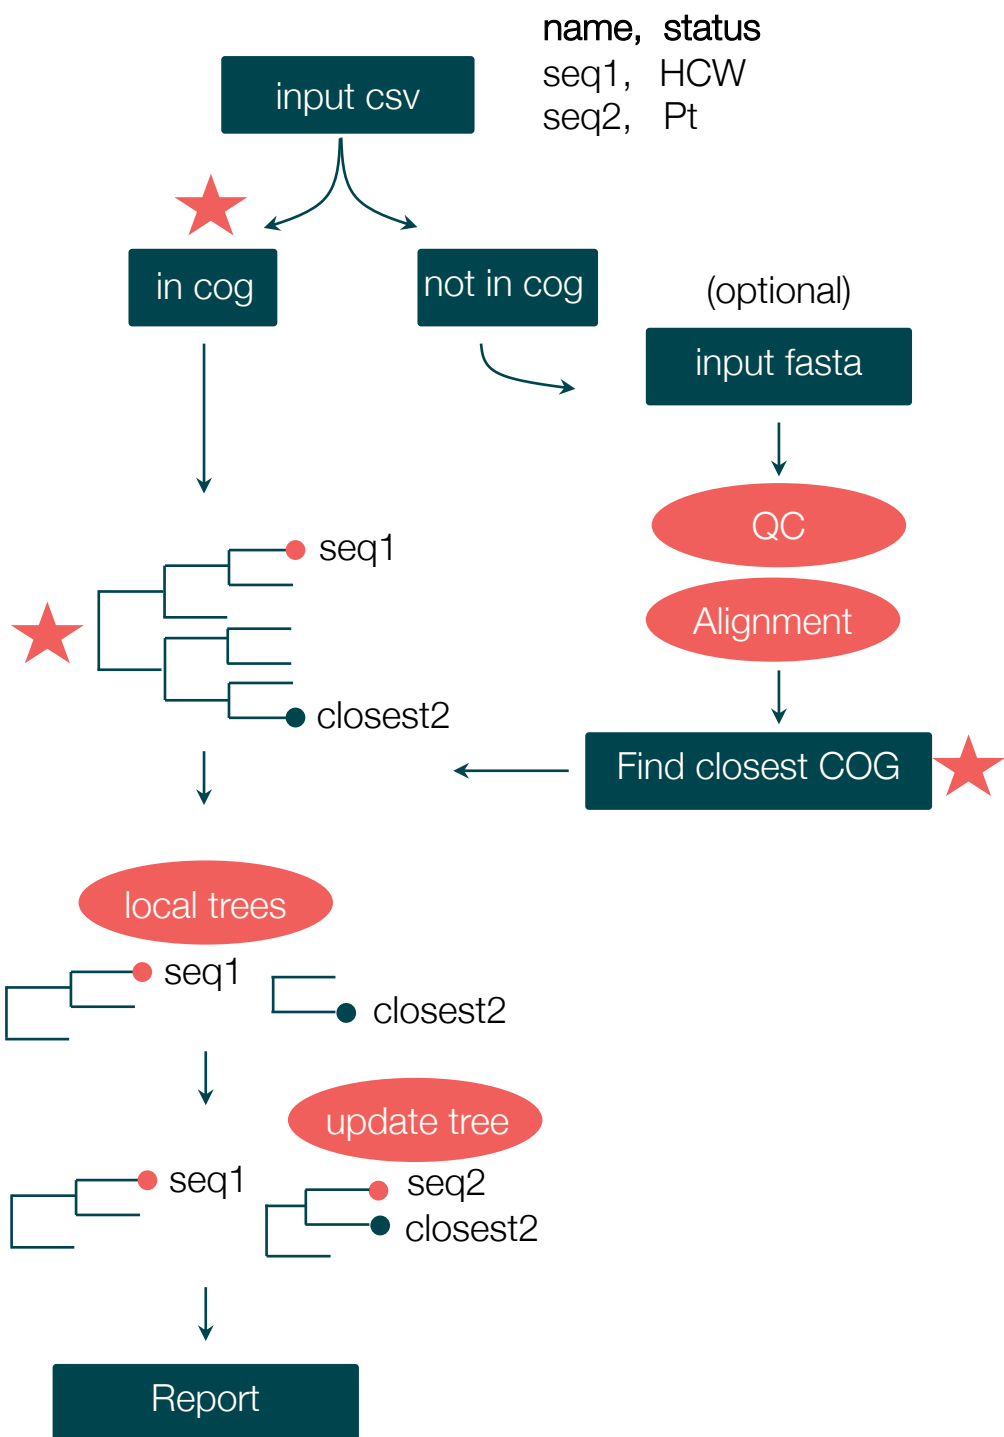 name, status
seq1, HCW
seq2, Pt
input csv
in cog
not in cog
(optional)
input fasta
QC
Alignment
Find closest COG
seq1
closest2
local trees
seq1
closest2
update tree
seq1
seq2
closest2
Report